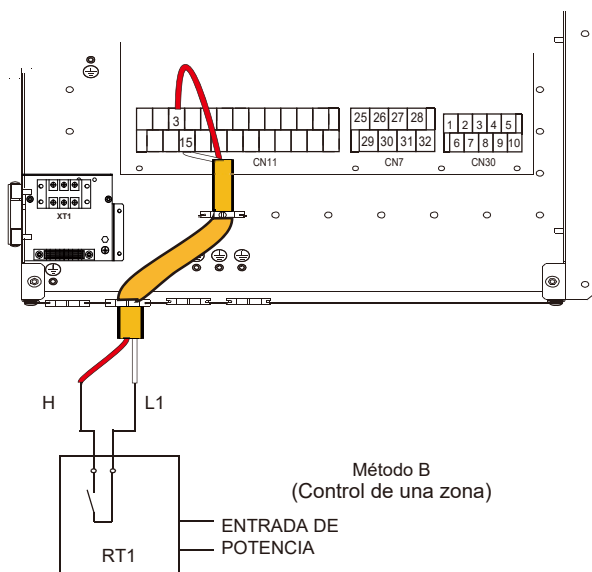 3
15
CN11
25 26 27 28
29 30 31 32
CN7
1 2 3 4 5
6 7 8 9 10
CN30
XT1
H
L1
Método B
(Control de una zona)
ENTRADA DE
POTENCIA
RT1